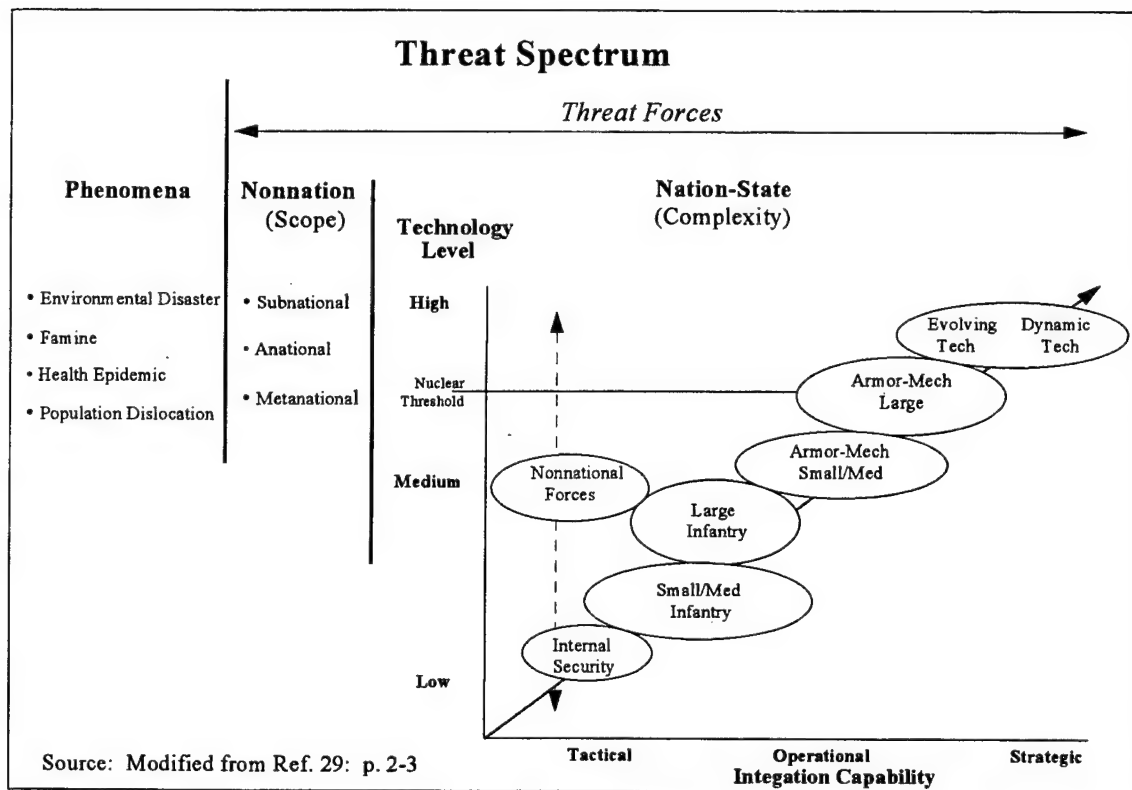 Threat Spectrum
Threat Forces
Phenomena
• Environmental Disaster
• Famine
• Health Epidemic
• Population Dislocation
Nonnation
(Scope)
• Subnational
• Anational
• Metanational
Nation-State
(Complexity)
Technology
Level
High
Nuclear
Threshold
Medium
Low
Evolving Dynamic
Tech Tech
Armor-Mech
Large
Armor-Mech
Small/Med
Nonnational
Forces
Large
Infantry
Small/Med
Infantry
Internal
Security
Tactical Operational Strategic
Integation Capability
Source: Modified from Ref. 29: p. 2-3